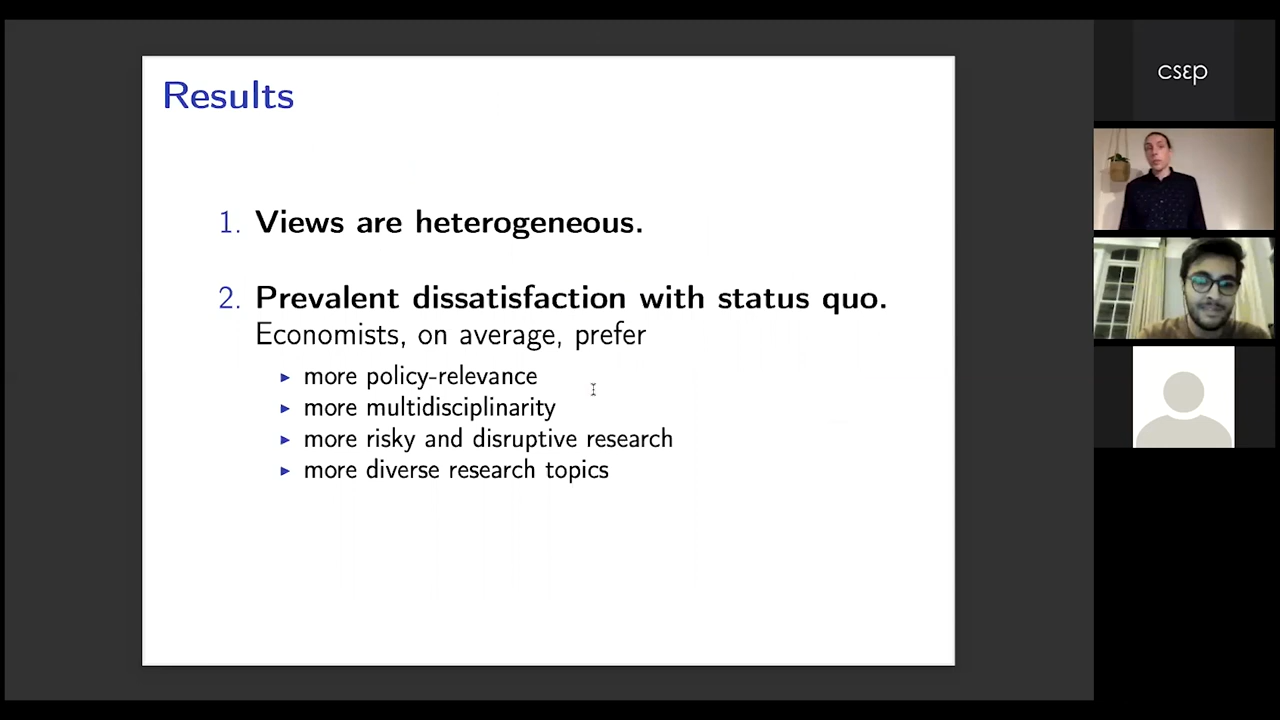 Results
1. Views are heterogeneous.
2. Prevalent dissatisfaction with status quo.
Economists, on average, prefer
▸ more policy-relevance
▸ more multidisciplinarity
▸ more risky and disruptive research
▸ more diverse research topics
csεp